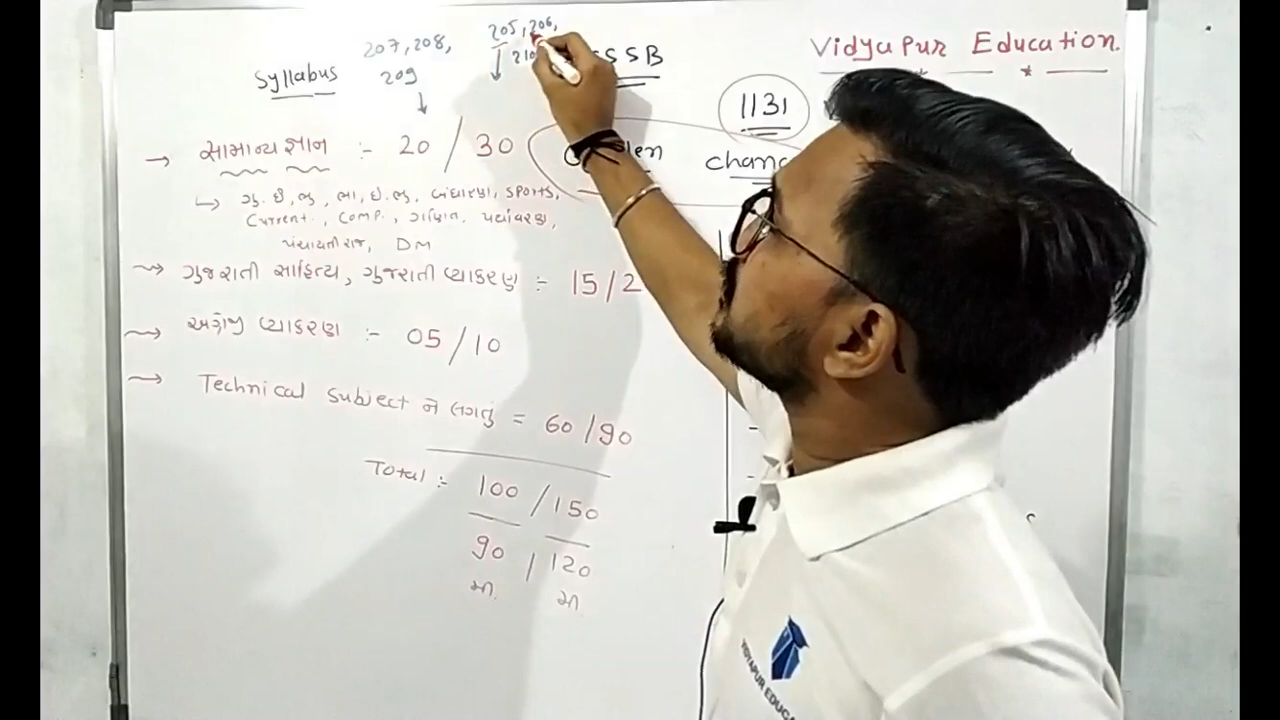 207, 208, 205, 206,
Syllabus 209 SSB
Vidyapur Education.
1131
→ સામાન્ય જ્ઞાન :- 20 / 30
↳ ગુ. ઈ, ભુ, ભા, ઈ. ભુ, બંધારણ, Sports,
Current., Comp., ગણિત, પર્યાવરણ,
પંચાયતી રાજ, DM
→ ગુજરાતી સાહિત્ય, ગુજરાતી વ્યાકરણ :- 15/2
→ અંગ્રેજી વ્યાકરણ :- 05/10
→ Technical Subject ને લગતું = 60/90
Total :- 100 / 150
90 / 120
VIDYAPUR EDUCA